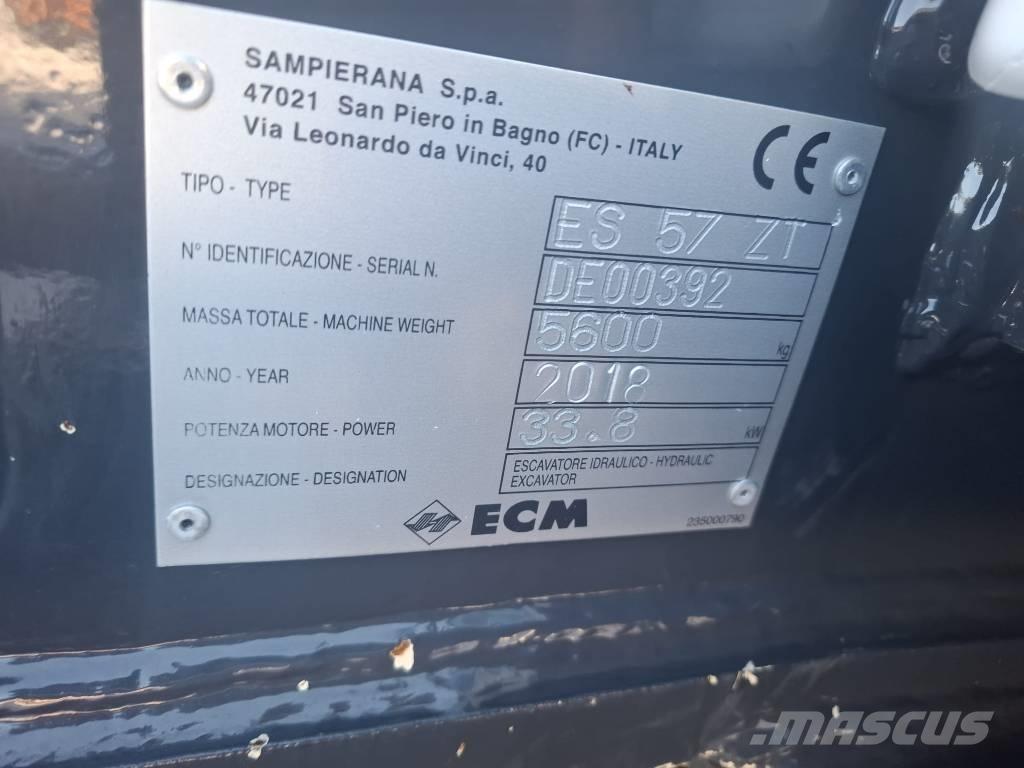 SAMPIERANA S.p.a.
47021 San Piero in Bagno (FC) - ITALY
Via Leonardo da Vinci, 40
CE
TIPO - TYPE ES 57 ZT
N° IDENTIFICAZIONE - SERIAL N. DE00392
MASSA TOTALE - MACHINE WEIGHT 5600 kg
ANNO - YEAR 2018
POTENZA MOTORE - POWER 33.8 kW
DESIGNAZIONE - DESIGNATION ESCAVATORE IDRAULICO - HYDRAULIC
EXCAVATOR
ECM
235000790
MASCUS